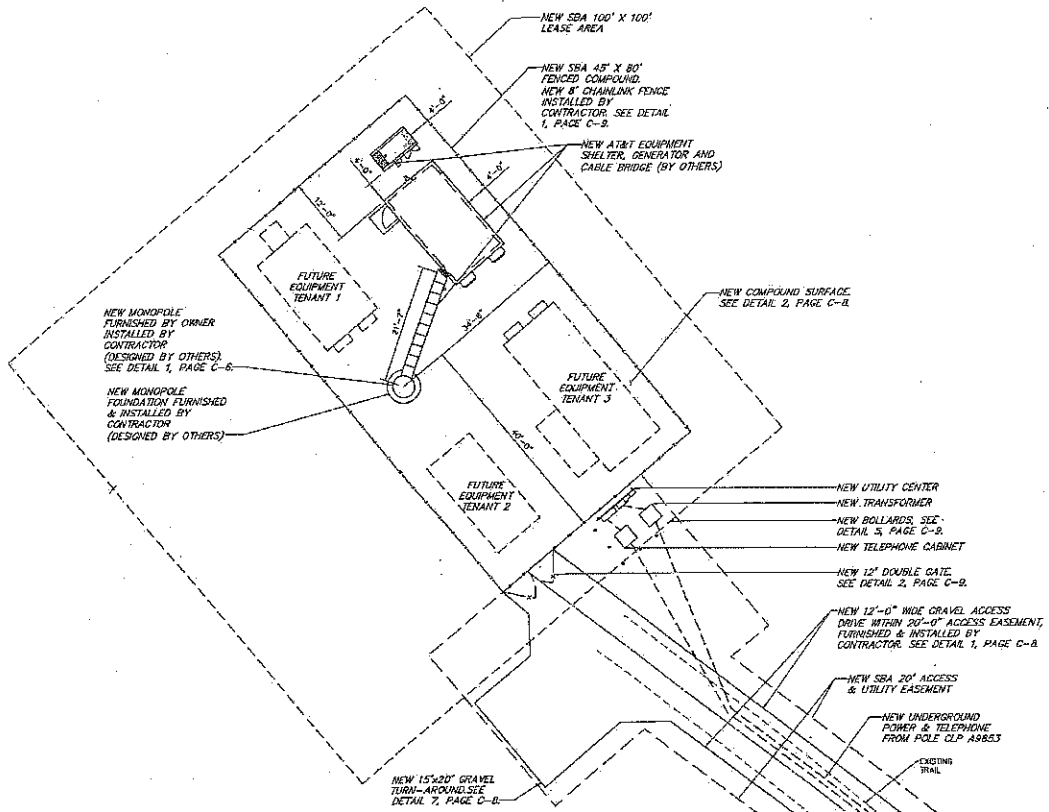 NEW SBA 100' X 100'
LEASE AREA
NEW SBA 45' X 80'
FENCED COMPOUND.
NEW 8' CHAINLINK FENCE
INSTALLED BY
CONTRACTOR. SEE DETAIL
1, PAGE C-9.
NEW AT&T EQUIPMENT
SHELTER, GENERATOR AND
CABLE BRIDGE (BY OTHERS)
4'-0"
4'-0"
4'-0"
12'-0"
FUTURE
EQUIPMENT
TENANT 1
21'-7"
NEW COMPOUND SURFACE.
SEE DETAIL 2, PAGE C-8.
NEW MONOPOLE
FURNISHED BY OWNER
INSTALLED BY
CONTRACTOR
(DESIGNED BY OTHERS).
SEE DETAIL 1, PAGE C-6.
NEW MONOPOLE
FOUNDATION FURNISHED
& INSTALLED BY
CONTRACTOR
(DESIGNED BY OTHERS)
FUTURE
EQUIPMENT
TENANT 3
40'-0"
FUTURE
EQUIPMENT
TENANT 2
NEW UTILITY CENTER
NEW TRANSFORMER
NEW BOLLARDS, SEE
DETAIL 5, PAGE C-9.
NEW TELEPHONE CABINET
NEW 12' DOUBLE GATE.
SEE DETAIL 2, PAGE C-9.
NEW 12'-0" WIDE GRAVEL ACCESS
DRIVE WITHIN 20'-0" ACCESS EASEMENT,
FURNISHED & INSTALLED BY
CONTRACTOR. SEE DETAIL 1, PAGE C-8.
NEW SBA 20' ACCESS
& UTILITY EASEMENT
NEW UNDERGROUND
POWER & TELEPHONE
FROM POLE CLP A9853
EXISTING
TRAIL
NEW 15'x20' GRAVEL
TURN-AROUND.SEE
DETAIL 7, PAGE C-8.